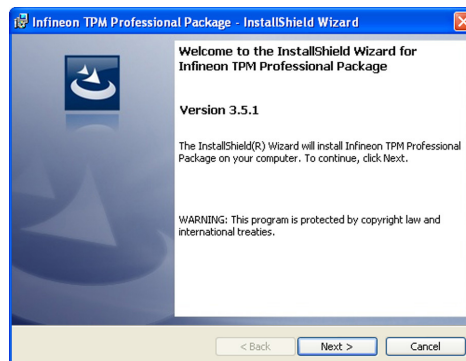 Infineon TPM Professional Package - InstallShield Wizard
Welcome to the InstallShield Wizard for
Infineon TPM Professional Package
Version 3.5.1
The InstallShield(R) Wizard will install Infineon TPM Professional
Package on your computer. To continue, click Next.
WARNING: This program is protected by copyright law and
international treaties.
< Back
Next >
Cancel